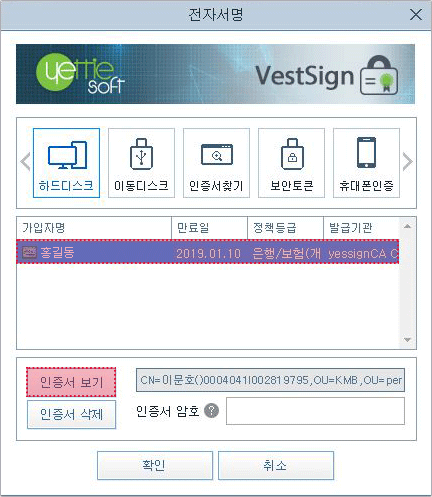 전자서명
yettie
soft
VestSign
하드디스크 이동디스크 인증서찾기 보안토큰 휴대폰인증
가입자명 만료일 정책등급 발급기관
홍길동 2019.01.10 은행/보험(개 yessignCA C
인증서 보기 CN=이문호()0004041I002819795,OU=KMB,OU=per
인증서 삭제 인증서 암호 ?
확인 취소